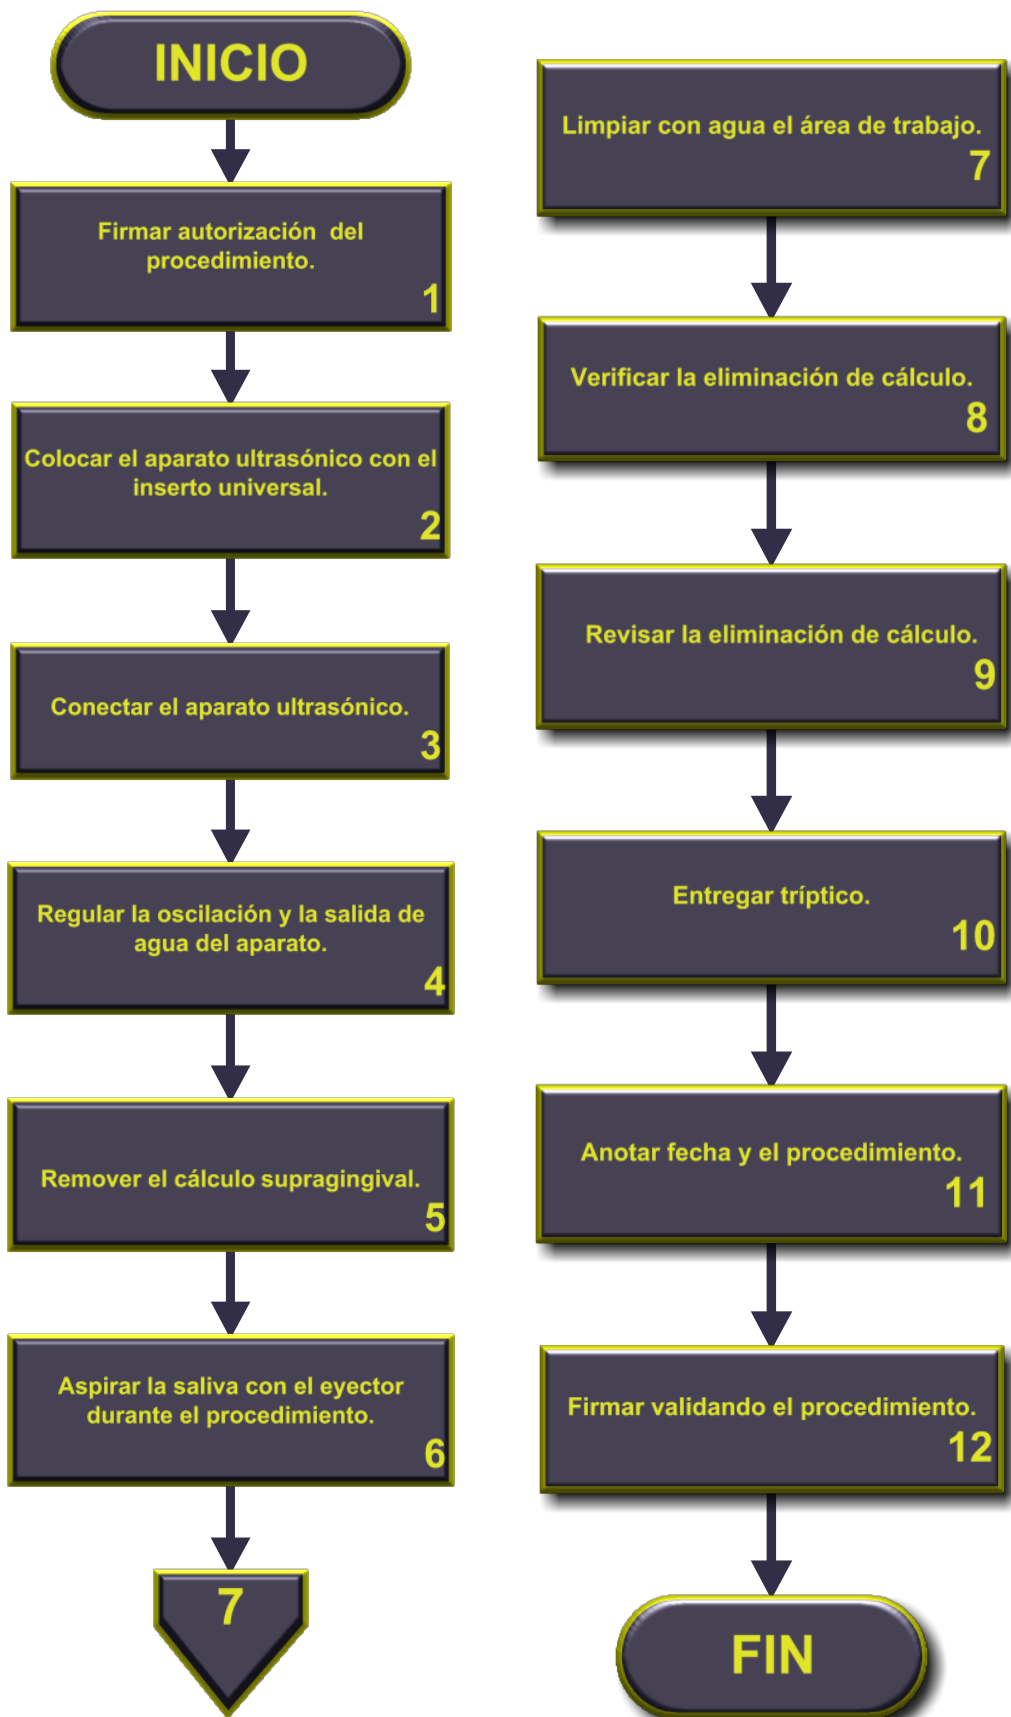 INICIO
Firmar autorización del
procedimiento.
1
Colocar el aparato ultrasónico con el
inserto universal.
2
Conectar el aparato ultrasónico.
3
Regular la oscilación y la salida de
agua del aparato.
4
Remover el cálculo supragingival.
5
Aspirar la saliva con el eyector
durante el procedimiento.
6
7
Limpiar con agua el área de trabajo.
7
Verificar la eliminación de cálculo.
8
Revisar la eliminación de cálculo.
9
Entregar tríptico.
10
Anotar fecha y el procedimiento.
11
Firmar validando el procedimiento.
12
FIN